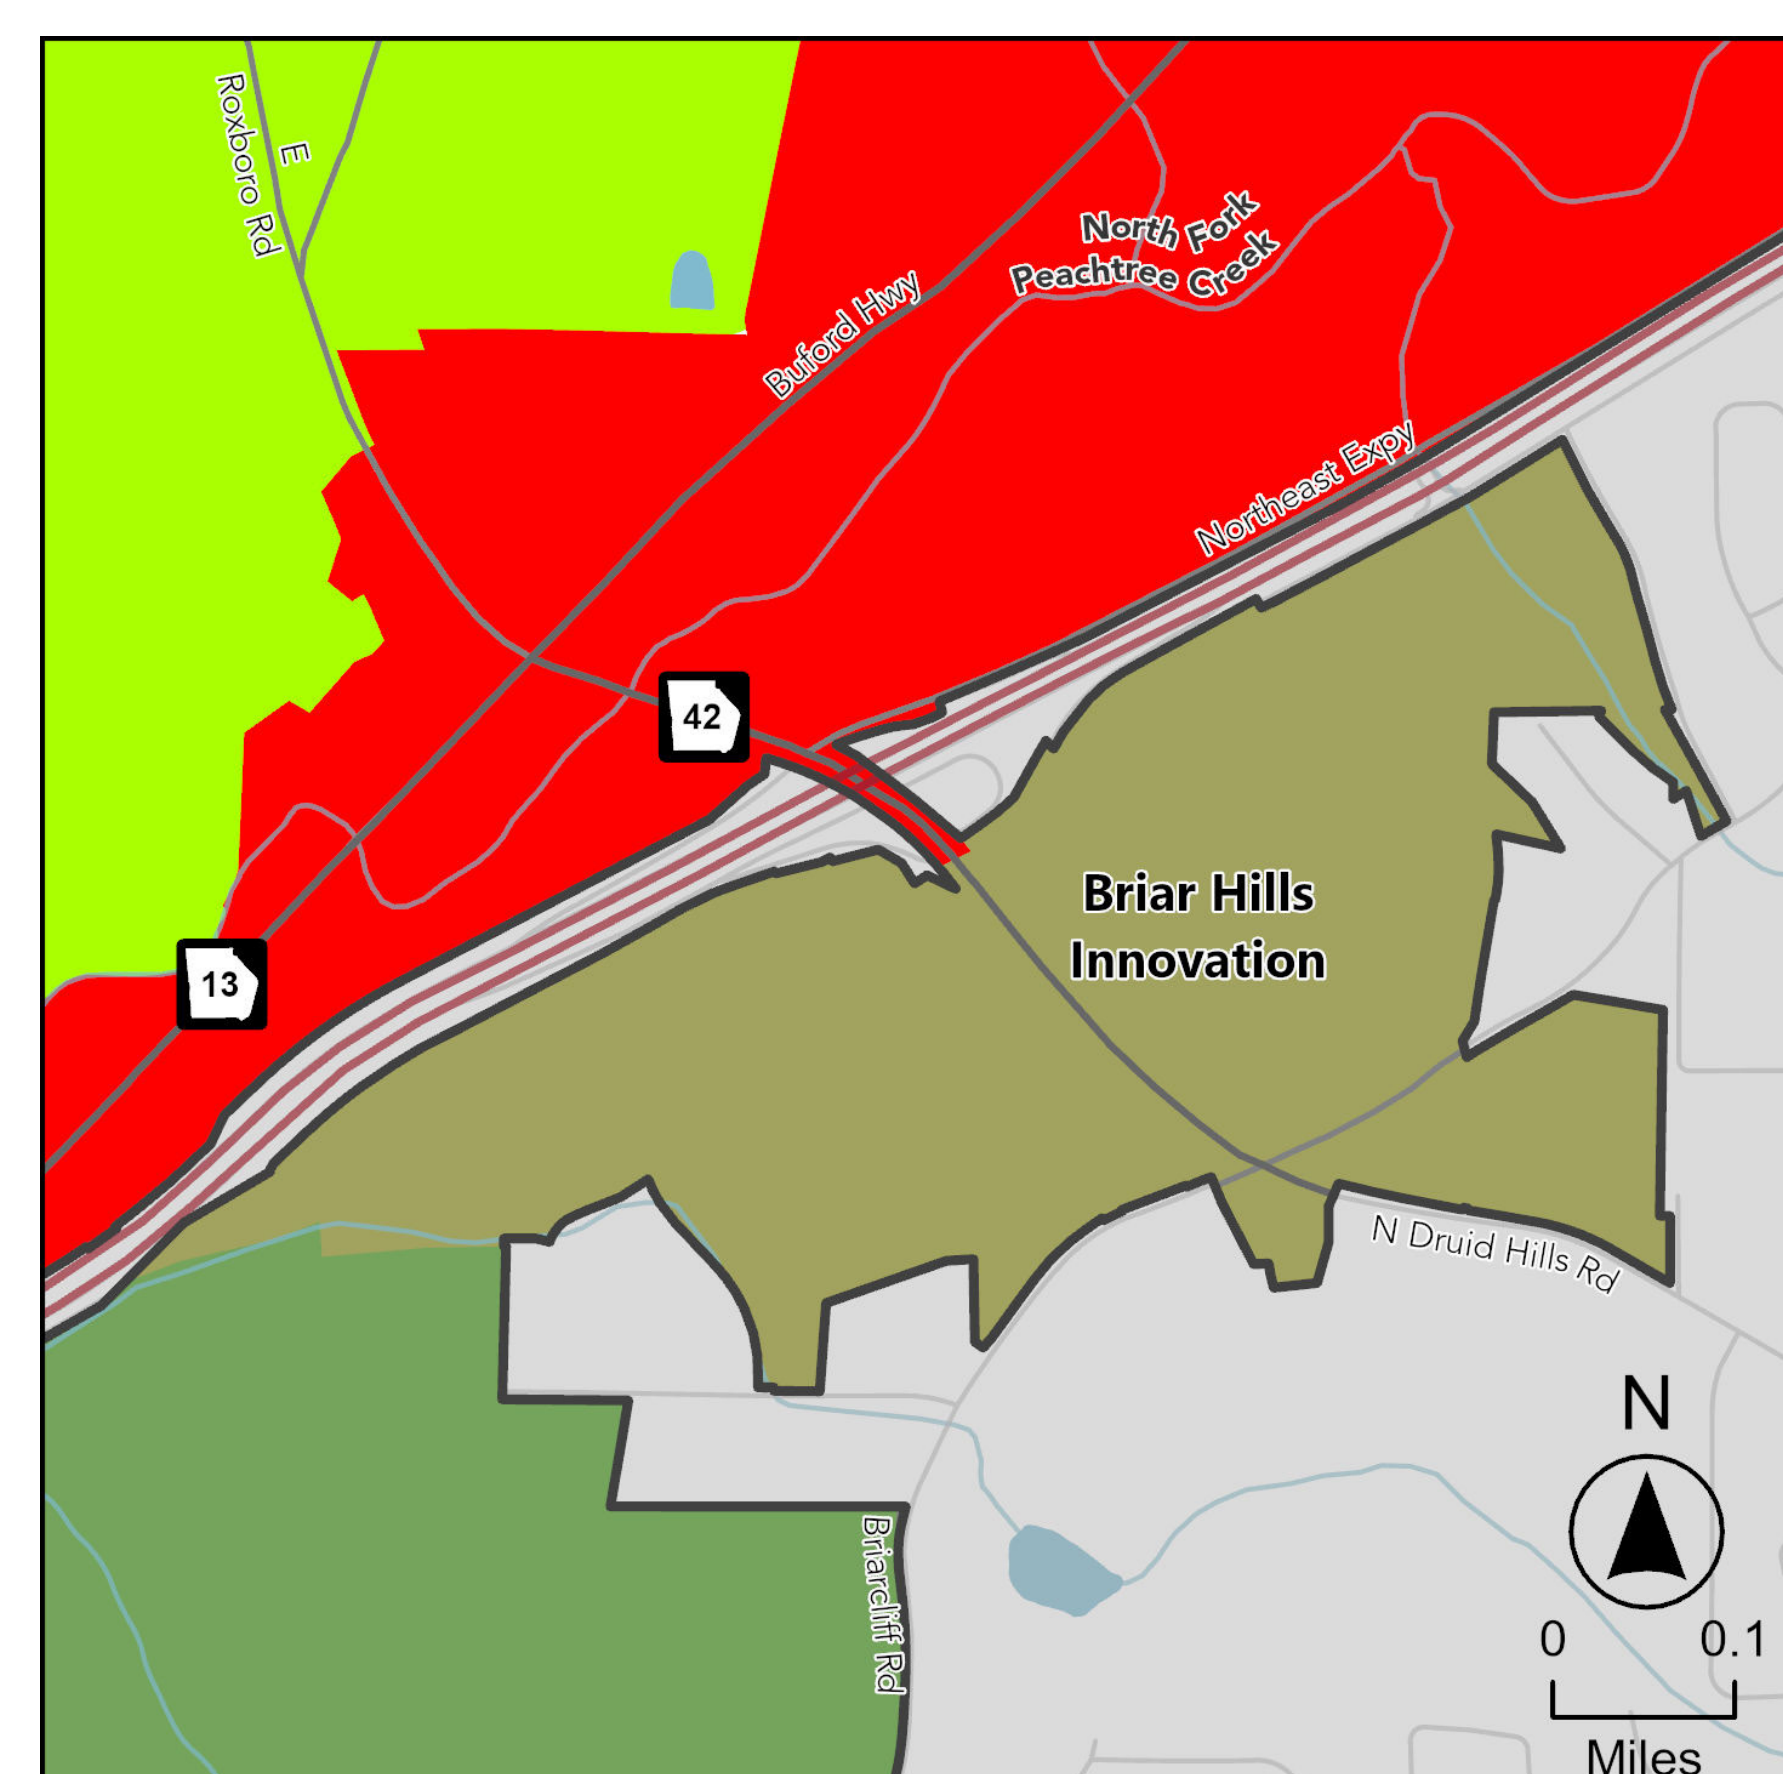 Roxboro Rd
E
North Fork
Peachtree Creek
Buford Hwy
Northeast Expy
42
Briar Hills
Innovation
13
N Druid Hills Rd
N
Briarcliff Rd
0 0.1
Miles